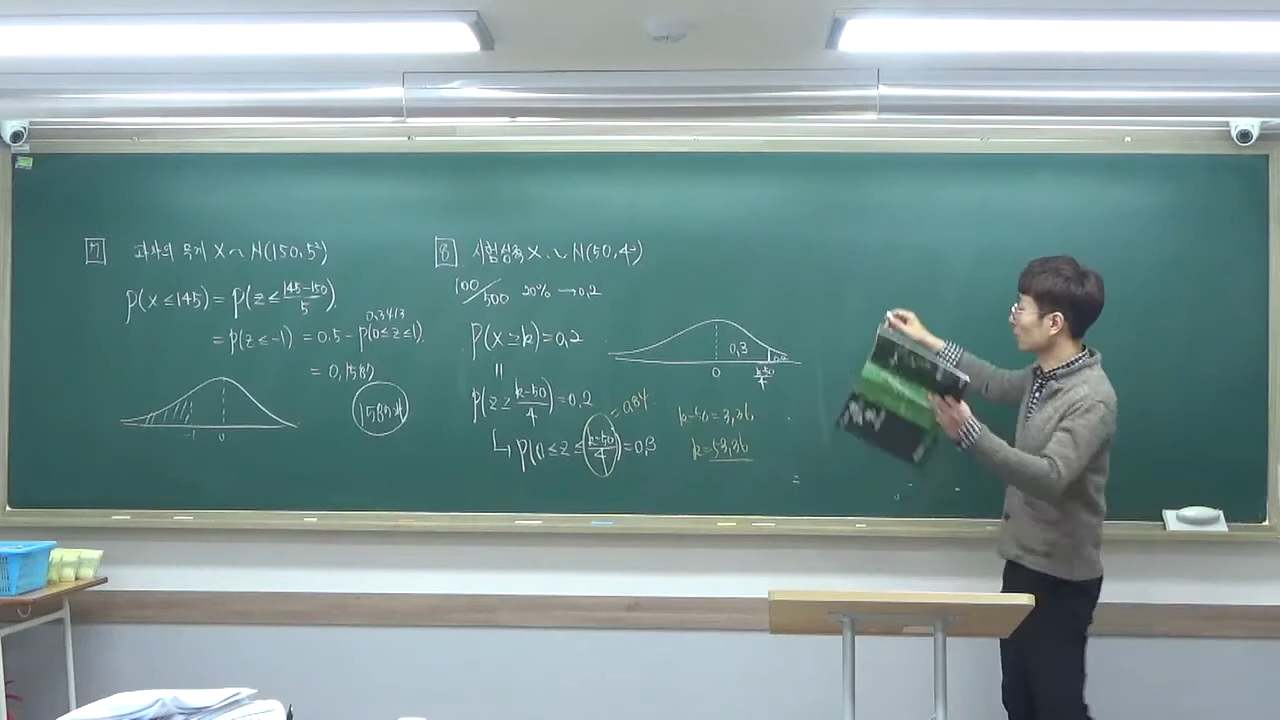 7 과자의 무게 X ~ N(150, 5²)
P(X≤145) = P(Z≤(145-150)/5)
0.3413
= P(Z≤-1) = 0.5 - P(0≤Z≤1)
= 0.1587
1587개
-1 0
8 시험성적 X ~ N(50, 4²)
100/500 20% → 0.2
P(X≥k)=0.2
0.3 0.2
0 (k-50)/4
=
P(Z≥(k-50)/4)=0.2
= 0.84
↳ P(0≤Z≤(k-50)/4)=0.3
k-50=3.36
k=53.36